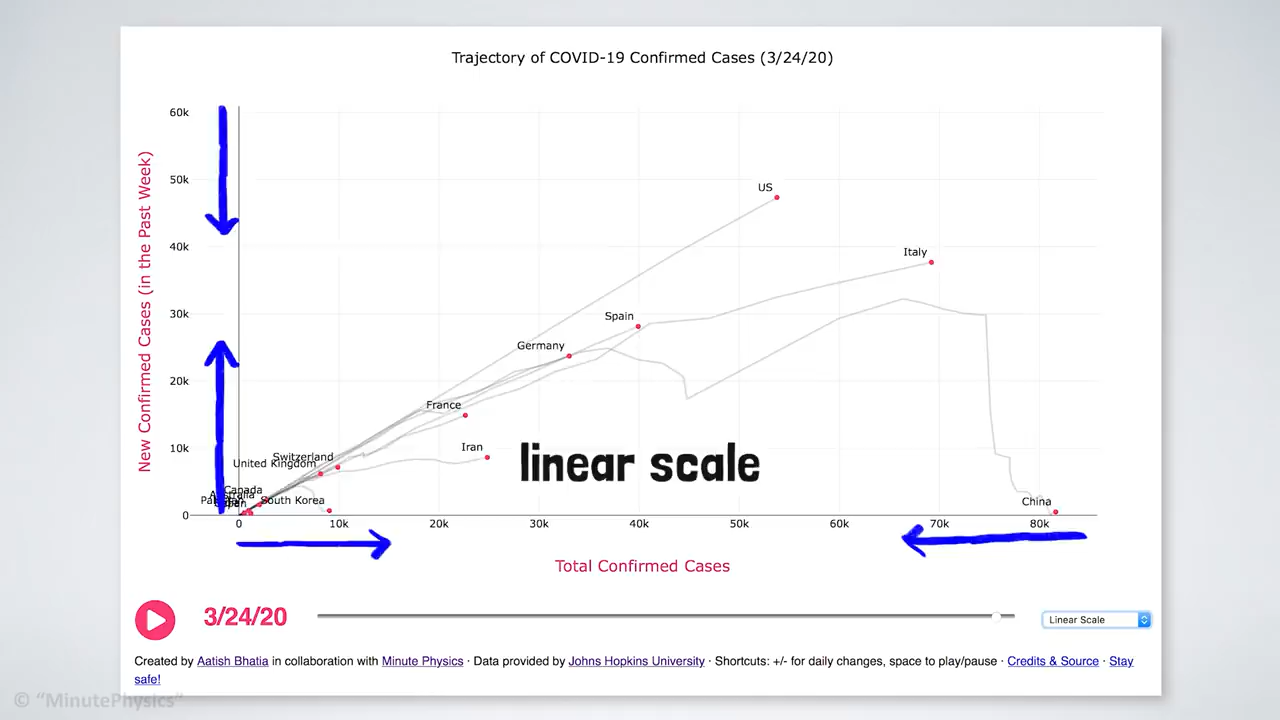 Trajectory of COVID-19 Confirmed Cases (3/24/20)
New Confirmed Cases (in the Past Week)
60k
50k
40k
30k
20k
10k
0
US
Italy
Spain
Germany
France
Iran
Switzerland
United Kingdom
Canada
South Korea
China
linear scale
0 10k 20k 30k 40k 50k 60k 70k 80k
Total Confirmed Cases
3/24/20
Linear Scale
Created by Aatish Bhatia in collaboration with Minute Physics · Data provided by Johns Hopkins University · Shortcuts: +/- for daily changes, space to play/pause · Credits & Source · Stay
safe!
© "MinutePhysics"